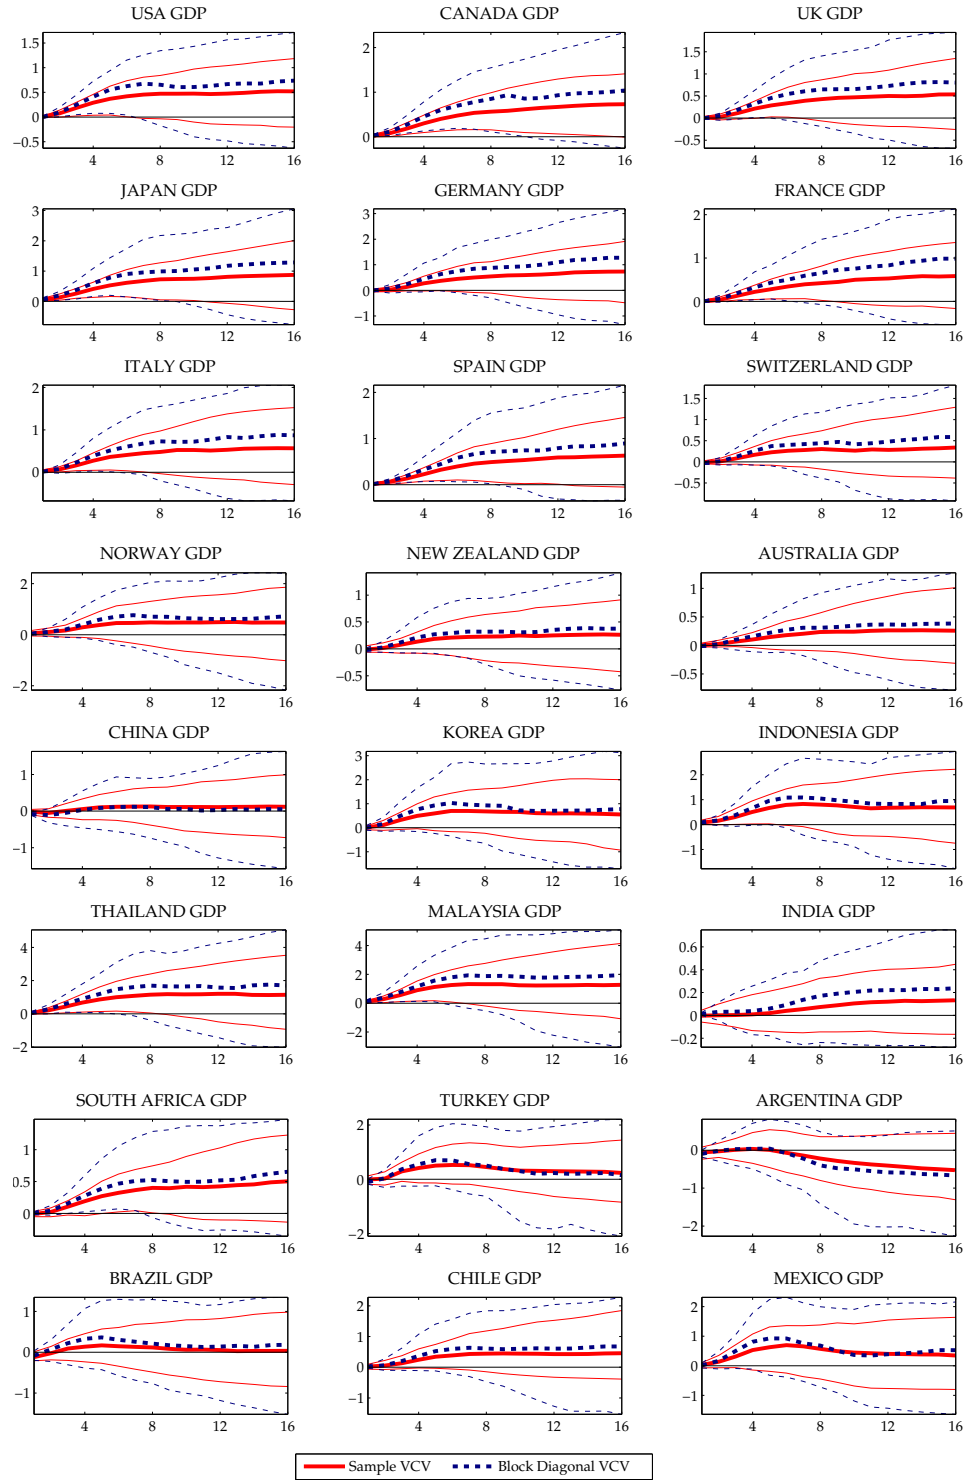 USA GDP
1.5
1
0.5
0
−0.5
4 8 12 16
CANADA GDP
2
1
0
4 8 12 16
UK GDP
1.5
1
0.5
0
−0.5
4 8 12 16
JAPAN GDP
3
2
1
0
4 8 12 16
GERMANY GDP
3
2
1
0
−1
4 8 12 16
FRANCE GDP
2
1
0
4 8 12 16
ITALY GDP
2
1
0
4 8 12 16
SPAIN GDP
2
1
0
4 8 12 16
SWITZERLAND GDP
1.5
1
0.5
0
−0.5
4 8 12 16
NORWAY GDP
2
0
−2
4 8 12 16
NEW ZEALAND GDP
1
0.5
0
−0.5
4 8 12 16
AUSTRALIA GDP
1
0.5
0
−0.5
4 8 12 16
CHINA GDP
1
0
−1
4 8 12 16
KOREA GDP
3
2
1
0
−1
4 8 12 16
INDONESIA GDP
2
1
0
−1
4 8 12 16
THAILAND GDP
4
2
0
−2
4 8 12 16
MALAYSIA GDP
4
2
0
−2
4 8 12 16
INDIA GDP
0.6
0.4
0.2
0
−0.2
4 8 12 16
SOUTH AFRICA GDP
1
0.5
0
4 8 12 16
TURKEY GDP
2
0
−2
4 8 12 16
ARGENTINA GDP
0
−1
−2
4 8 12 16
BRAZIL GDP
1
0
−1
4 8 12 16
CHILE GDP
2
1
0
−1
4 8 12 16
MEXICO GDP
2
1
0
−1
4 8 12 16
Sample VCV Block Diagonal VCV